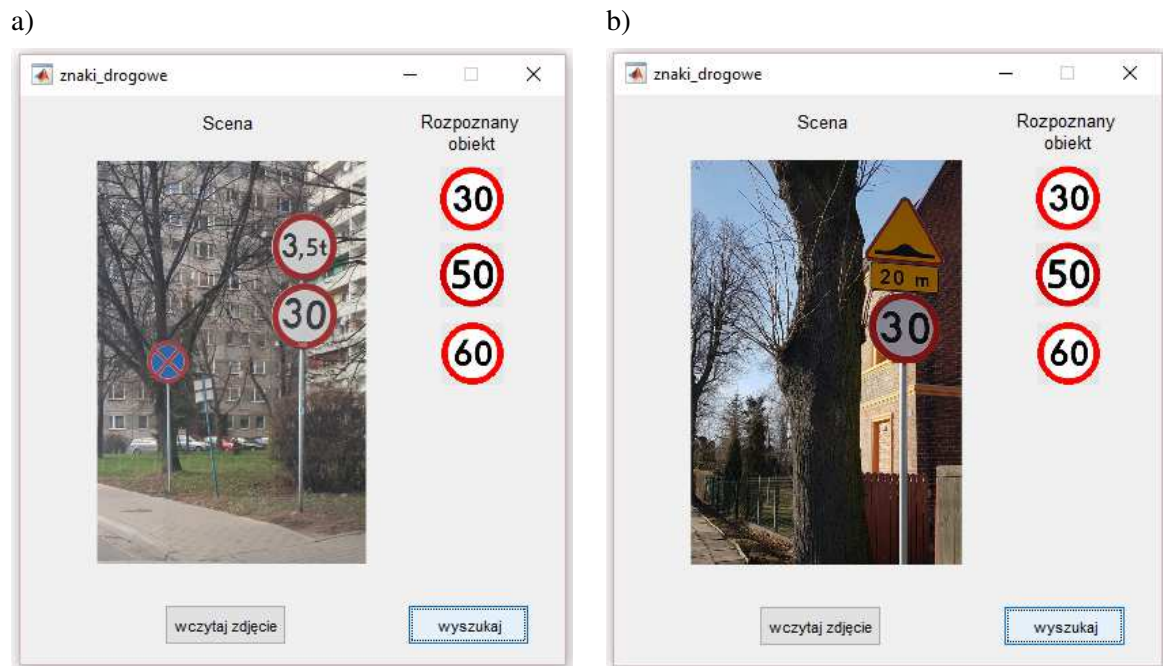 a)
znaki_drogowe
Scena
Rozpoznany
obiekt
3,5t
30
30
50
60
wczytaj zdjęcie
wyszukaj
b)
znaki_drogowe
Scena
Rozpoznany
obiekt
20 m
30
30
50
60
wczytaj zdjęcie
wyszukaj